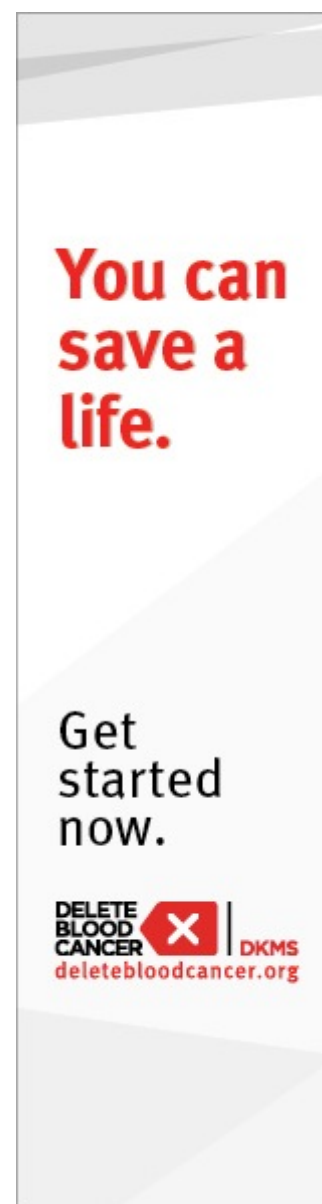 You can
save a
life.
Get
started
now.
DELETE
BLOOD
CANCER
DKMS
deletebloodcancer.org